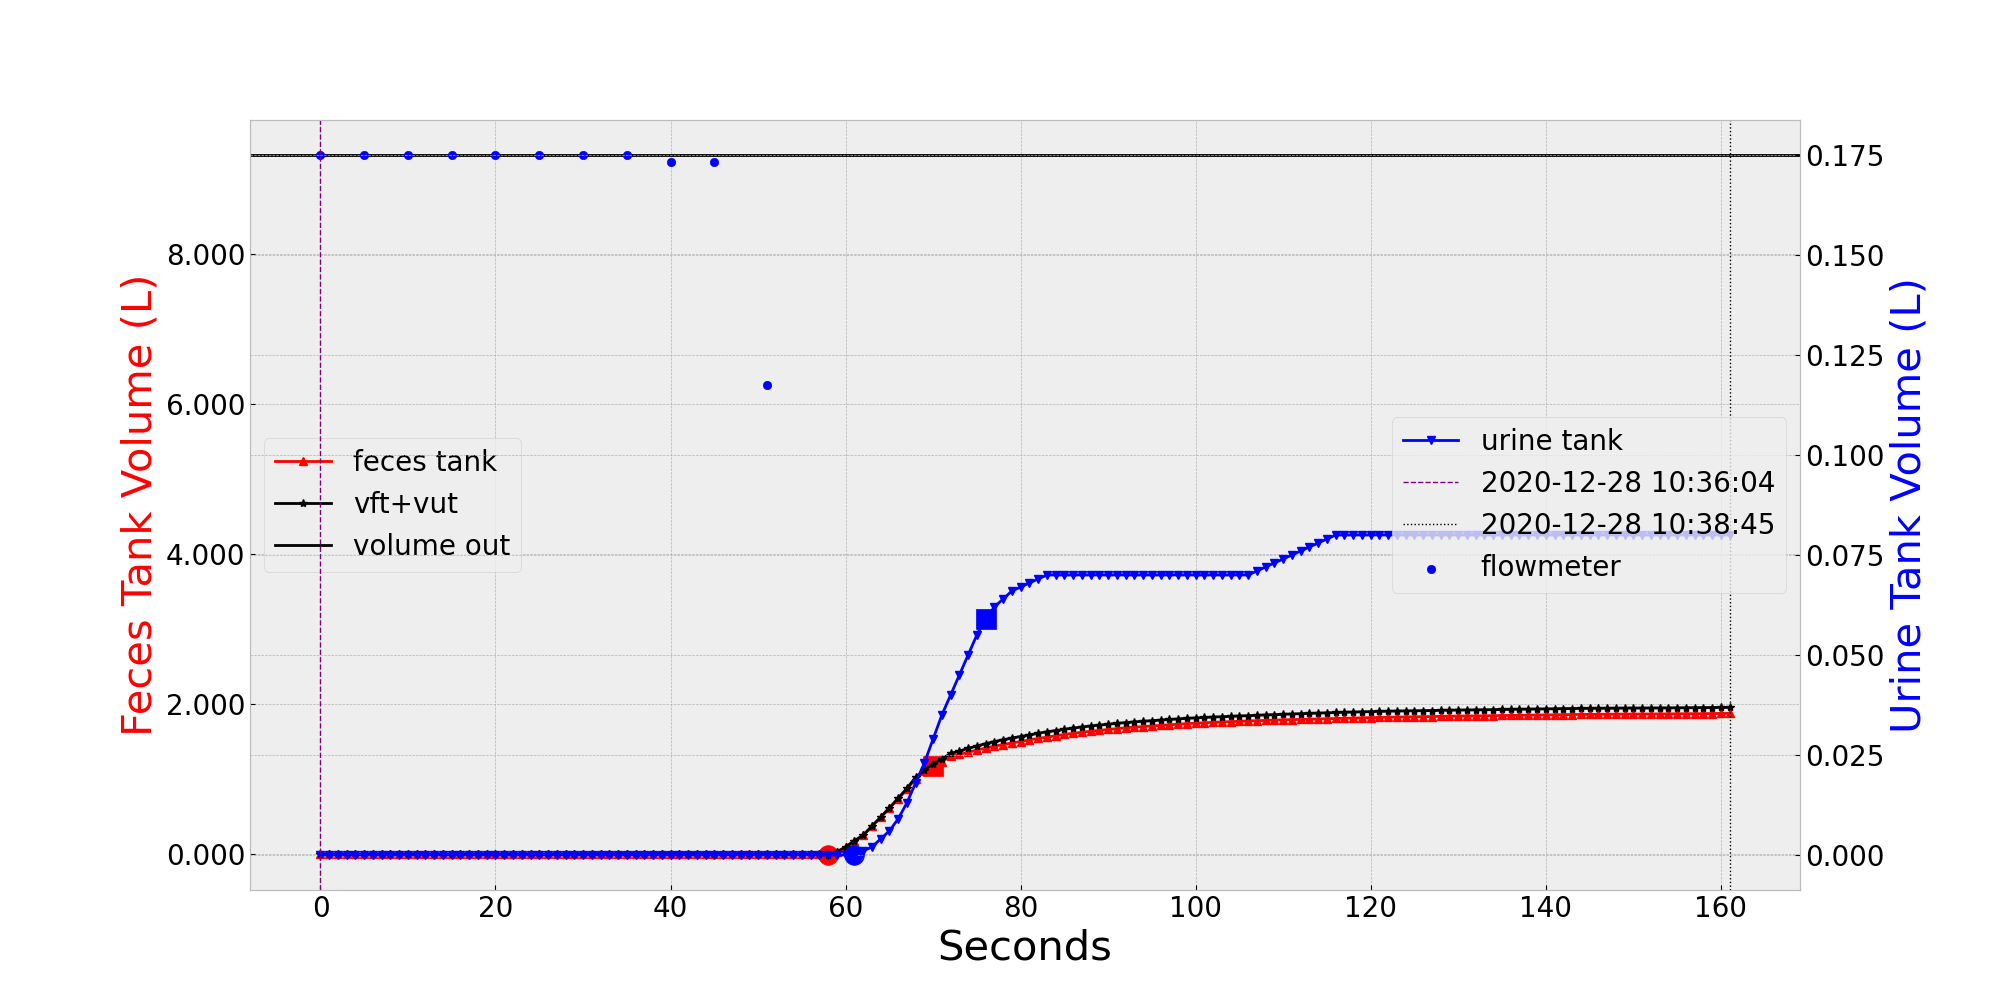 Feces Tank Volume (L)
8.000
6.000
4.000
2.000
0.000
feces tank
vft+vut
volume out
0.175
0.150
0.125
0.100
0.075
0.050
0.025
0.000
Urine Tank Volume (L)
urine tank
2020-12-28 10:36:04
2020-12-28 10:38:45
flowmeter
0 20 40 60 80 100 120 140 160
Seconds